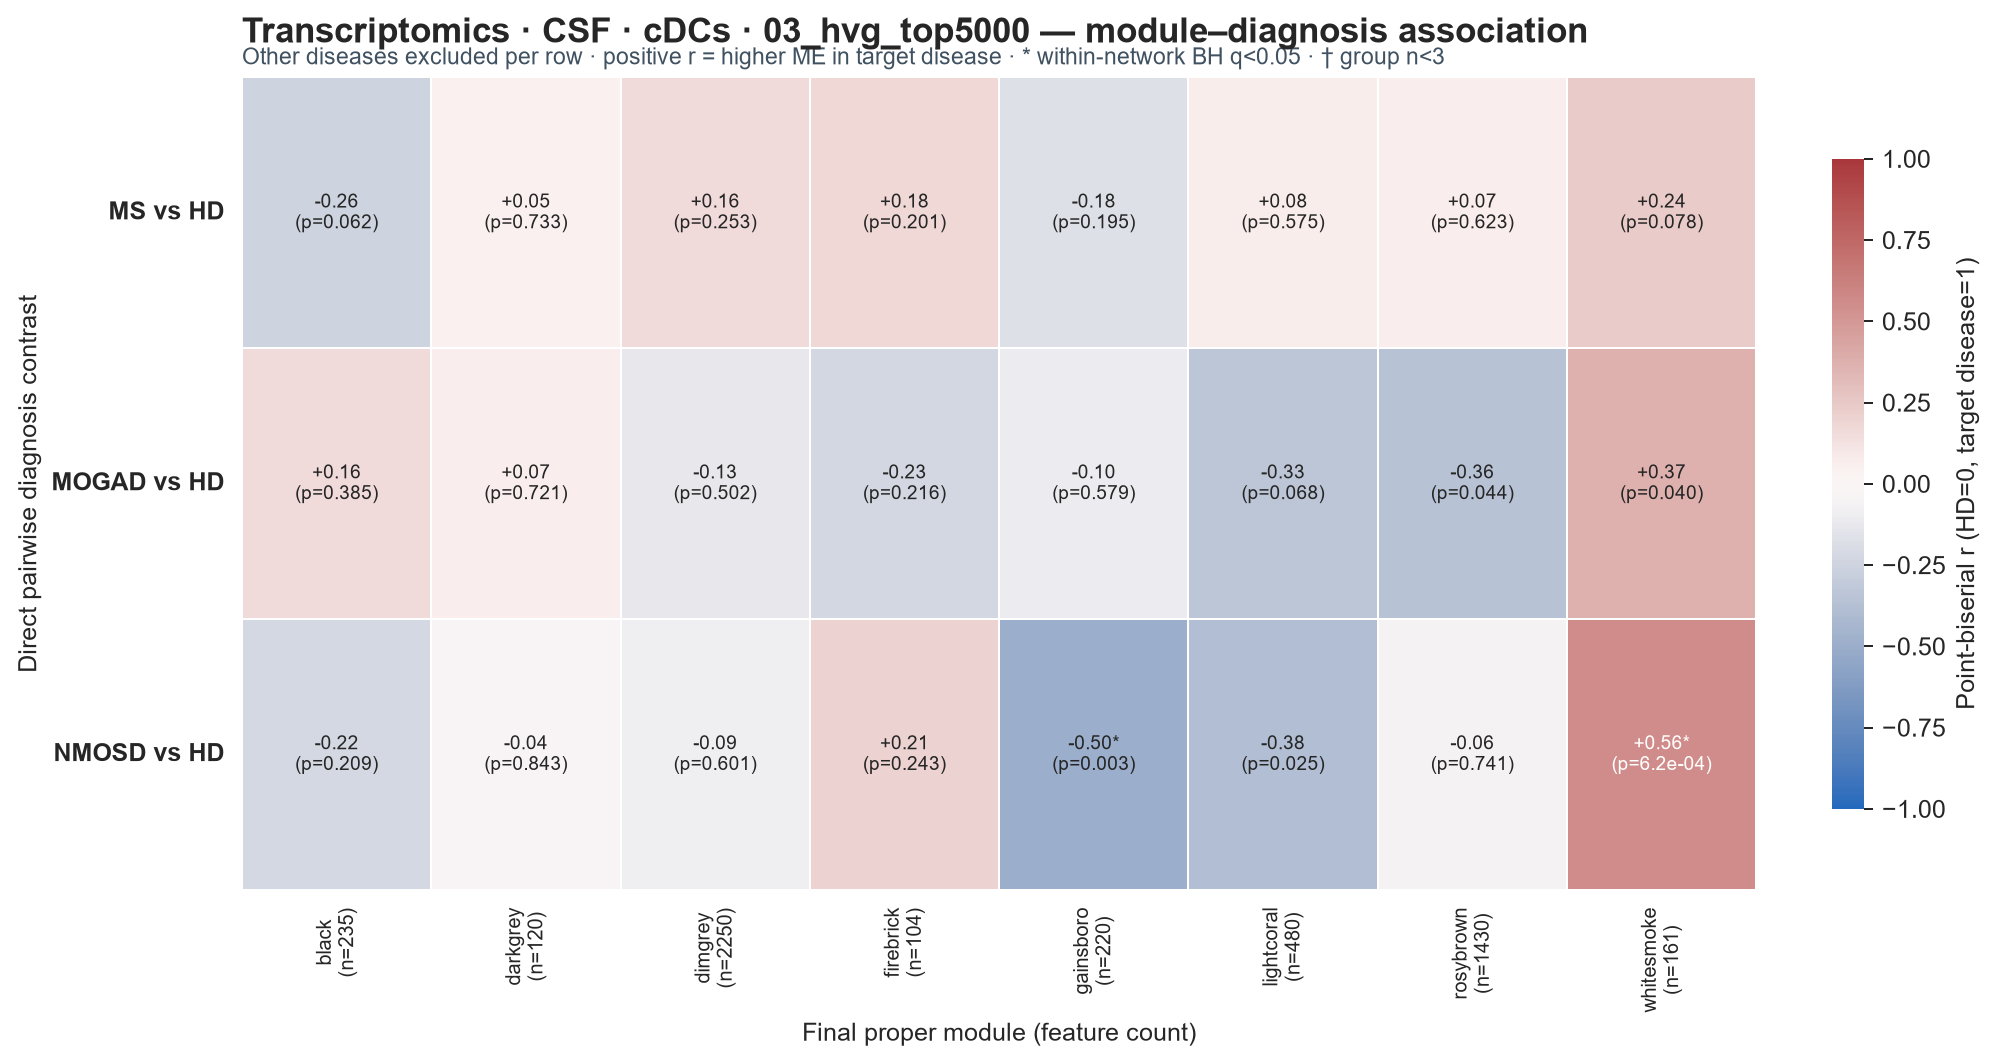 Transcriptomics · CSF · cDCs · 03_hvg_top5000 — module–diagnosis association
Other diseases excluded per row · positive r = higher ME in target disease · * within-network BH q<0.05 · † group n<3
Direct pairwise diagnosis contrast
MS vs HD
-0.26
(p=0.062)
+0.05
(p=0.733)
+0.16
(p=0.253)
+0.18
(p=0.201)
-0.18
(p=0.195)
+0.08
(p=0.575)
+0.07
(p=0.623)
+0.24
(p=0.078)
MOGAD vs HD
+0.16
(p=0.385)
+0.07
(p=0.721)
-0.13
(p=0.502)
-0.23
(p=0.216)
-0.10
(p=0.579)
-0.33
(p=0.068)
-0.36
(p=0.044)
+0.37
(p=0.040)
NMOSD vs HD
-0.22
(p=0.209)
-0.04
(p=0.843)
-0.09
(p=0.601)
+0.21
(p=0.243)
-0.50*
(p=0.003)
-0.38
(p=0.025)
-0.06
(p=0.741)
+0.56*
(p=6.2e-04)
black
(n=235)
darkgrey
(n=120)
dimgrey
(n=2250)
firebrick
(n=104)
gainsboro
(n=220)
lightcoral
(n=480)
rosybrown
(n=1430)
whitesmoke
(n=161)
Final proper module (feature count)
1.00
0.75
0.50
0.25
0.00
−0.25
−0.50
−0.75
−1.00
Point-biserial r (HD=0, target disease=1)